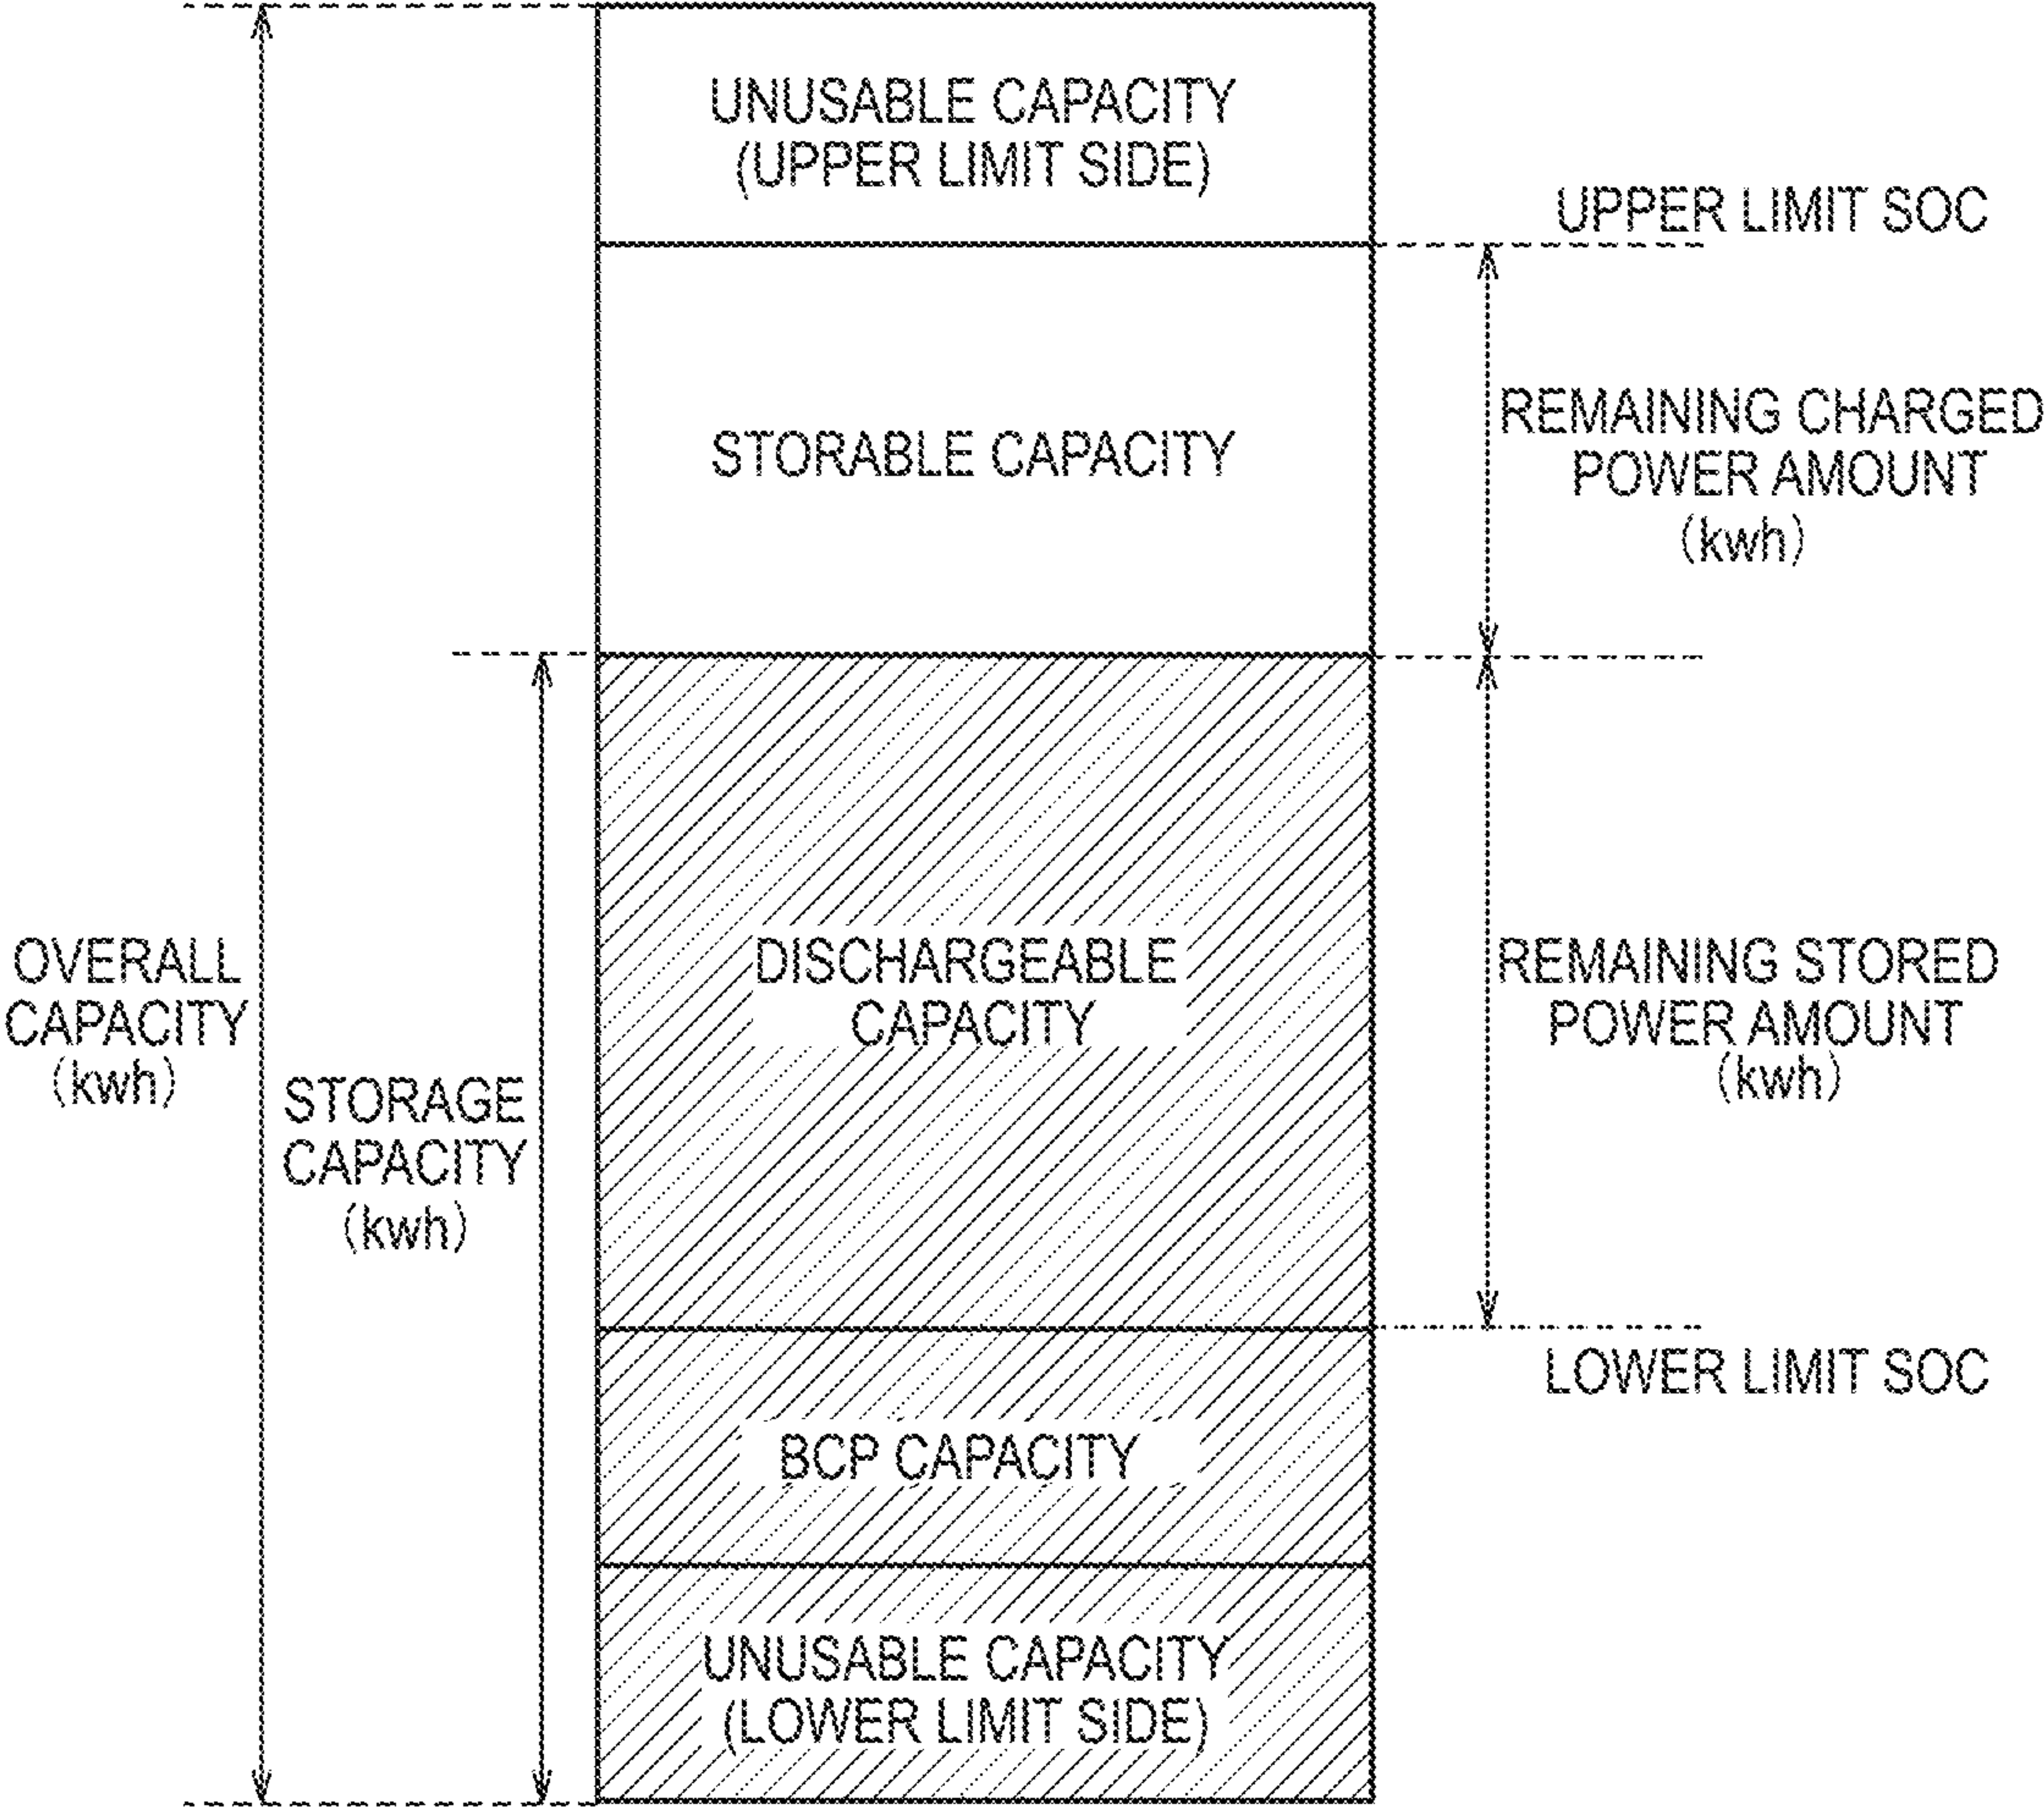 UNUSABLE CAPACITY
(UPPER LIMIT SIDE)
UPPER LIMIT SOC
STORABLE CAPACITY
REMAINING CHARGED
POWER AMOUNT
(kwh)
OVERALL
CAPACITY
(kwh)
STORAGE
CAPACITY
(kwh)
DISCHARGEABLE
CAPACITY
REMAINING STORED
POWER AMOUNT
(kwh)
LOWER LIMIT SOC
BCP CAPACITY
UNUSABLE CAPACITY
(LOWER LIMIT SIDE)